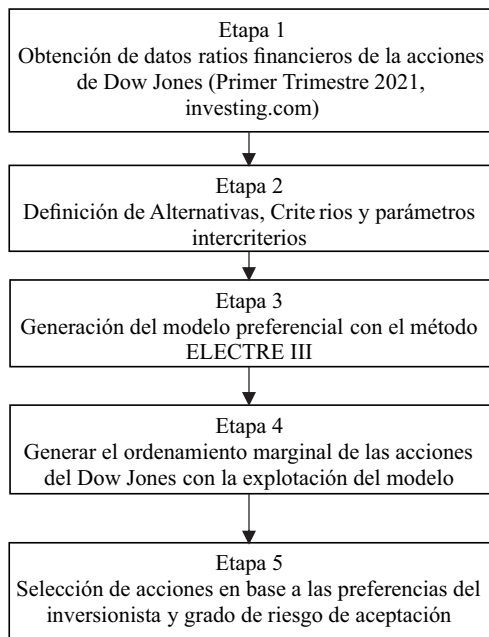 Etapa 1
Obtención de datos ratios financieros de la acciones
de Dow Jones (Primer Trimestre 2021,
investing.com)
Etapa 2
Definición de Alternativas, Crite rios y parámetros
intercriterios
Etapa 3
Generación del modelo preferencial con el método
ELECTRE III
Etapa 4
Generar el ordenamiento marginal de las acciones
del Dow Jones con la explotación del modelo
Etapa 5
Selección de acciones en base a las preferencias del
inversionista y grado de riesgo de aceptación